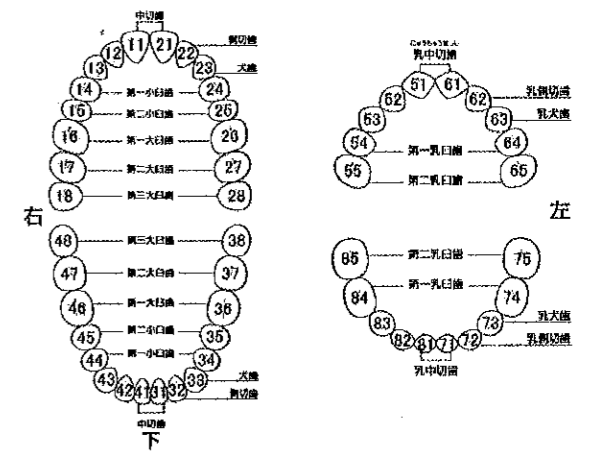 中切歯
11 21
12 22 側切歯
13 23 犬歯
14 第一小臼歯 24
15 第二小臼歯 25
16 第一大臼歯 26
17 第二大臼歯 27
18 第三大臼歯 28
右
48 第三大臼歯 38
47 第二大臼歯 37
46 第一大臼歯 36
45 第二小臼歯 35
44 第一小臼歯 34
43 33 犬歯
42 41 31 32 側切歯
中切歯
下
乳中切歯
51 61
52 62 乳側切歯
53 63 乳犬歯
54 第一乳臼歯 64
55 第二乳臼歯 65
左
85 第二乳臼歯 75
84 第一乳臼歯 74
83 73 乳犬歯
82 81 71 72 乳側切歯
乳中切歯